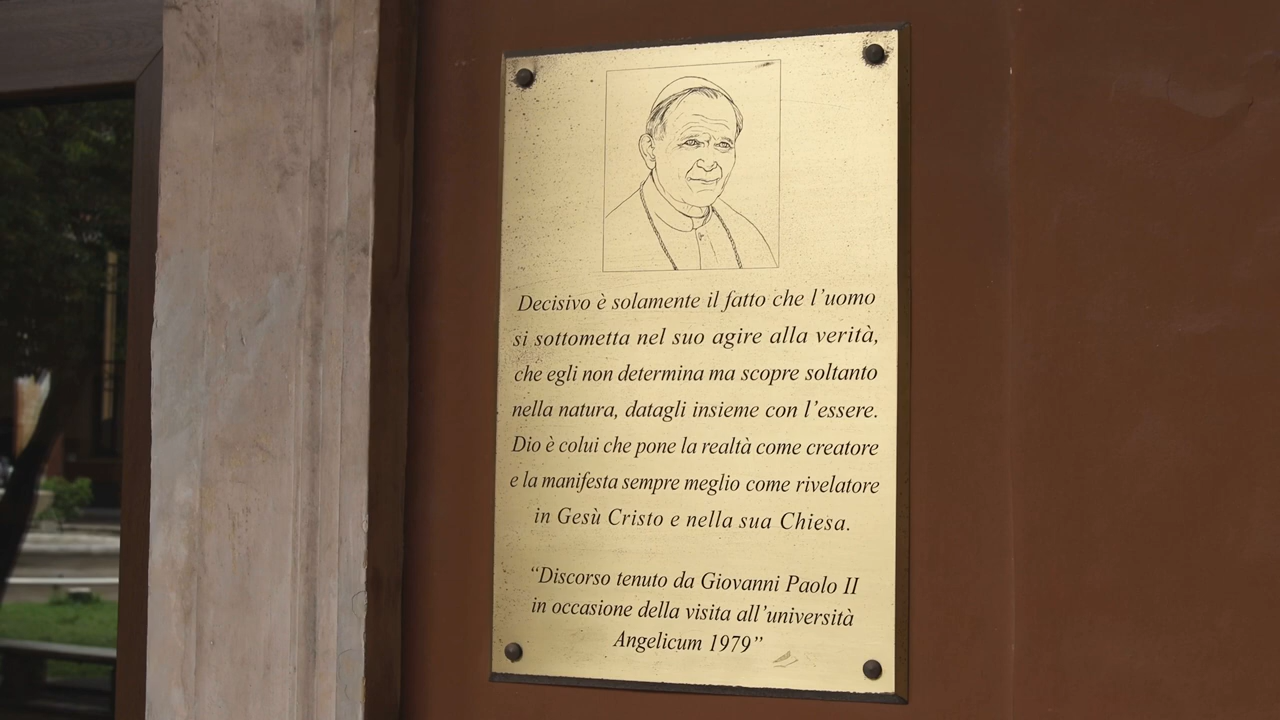 Decisivo è solamente il fatto che l’uomo
si sottometta nel suo agire alla verità,
che egli non determina ma scopre soltanto
nella natura, datagli insieme con l’essere.
Dio è colui che pone la realtà come creatore
e la manifesta sempre meglio come rivelatore
in Gesù Cristo e nella sua Chiesa.
“Discorso tenuto da Giovanni Paolo II
in occasione della visita all’università
Angelicum 1979”